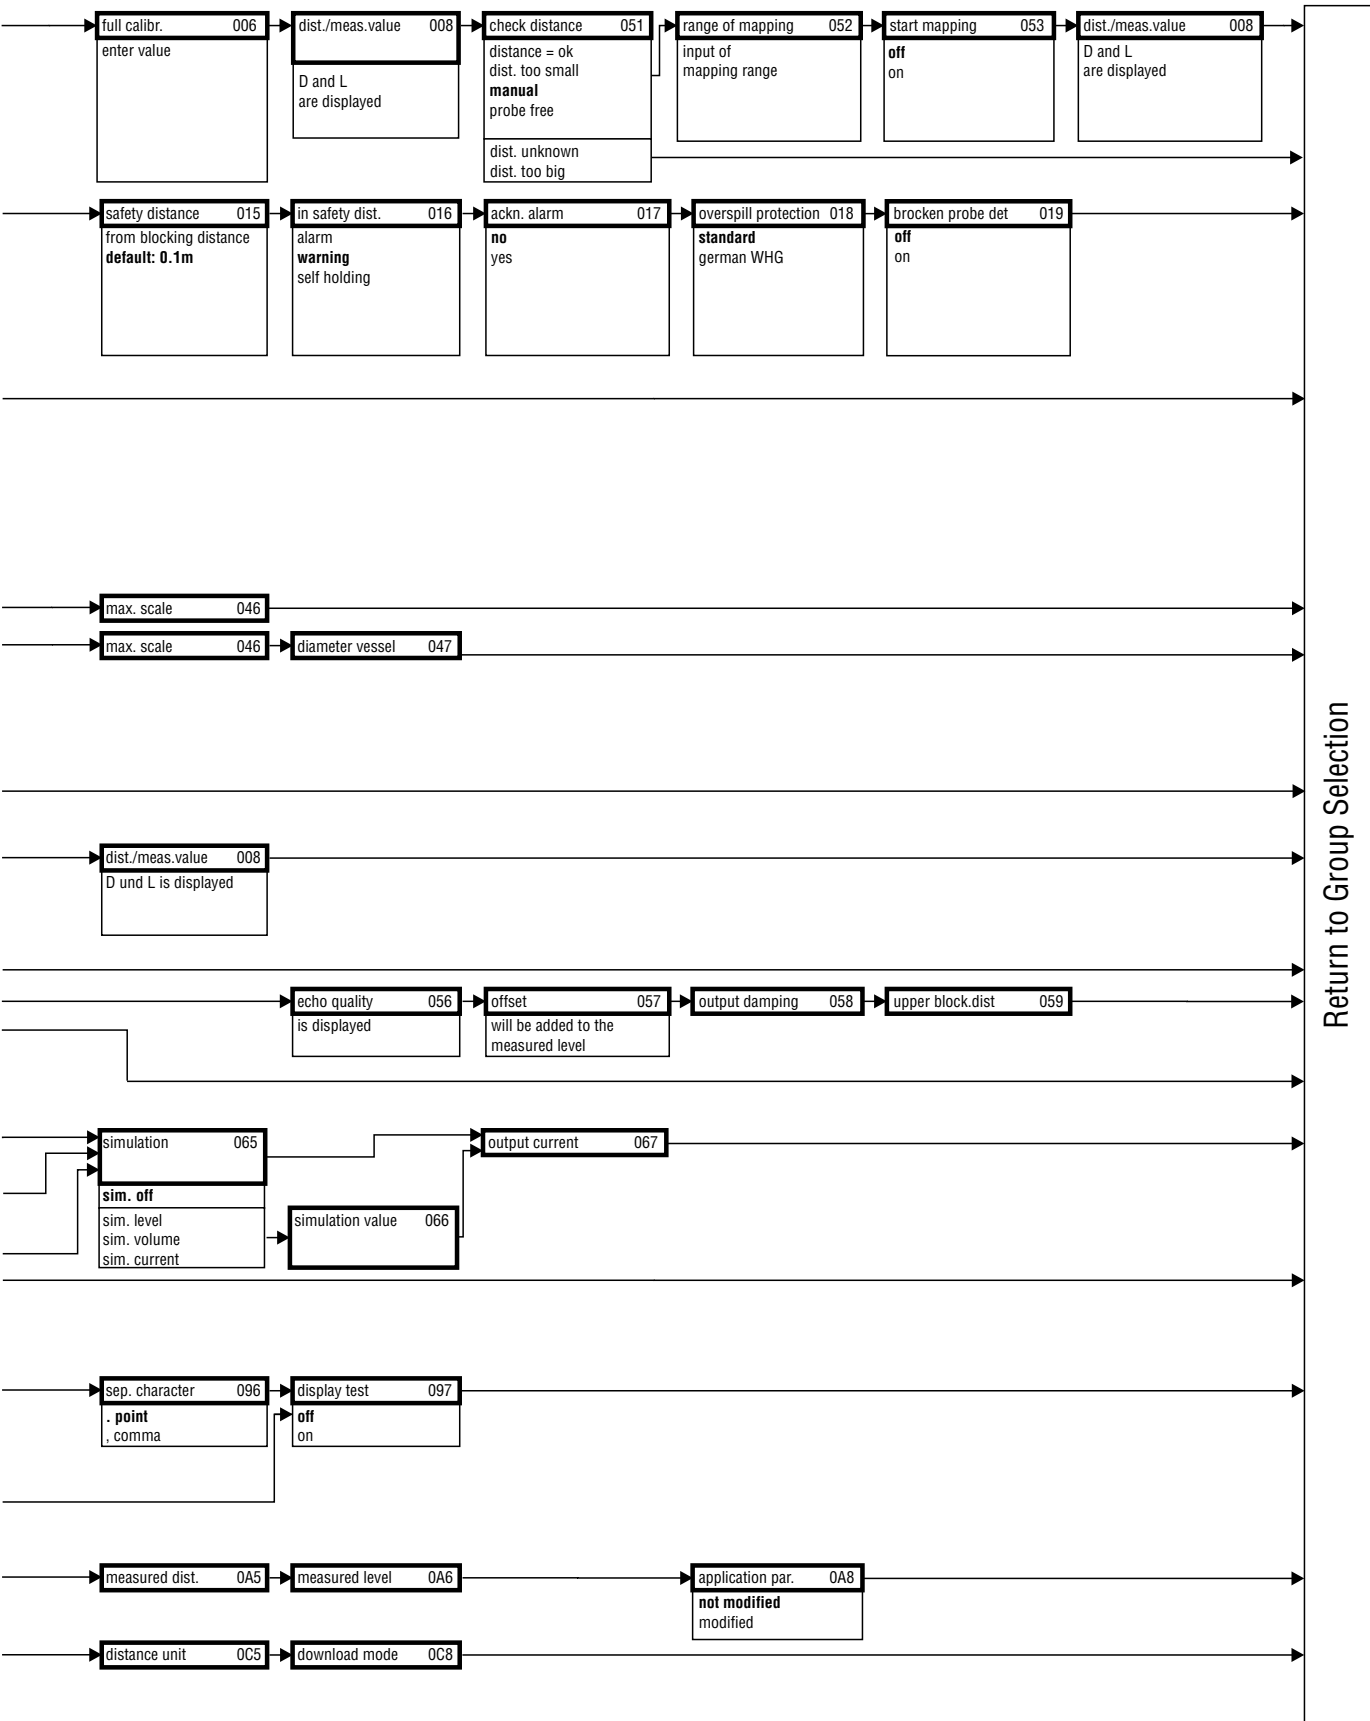 full calibr. 006
enter value
dist./meas.value 008
D and L
are displayed
check distance 051
distance = ok
dist. too small
manual
probe free
dist. unknown
dist. too big
range of mapping 052
input of
mapping range
start mapping 053
off
on
dist./meas.value 008
D and L
are displayed
safety distance 015
from blocking distance
default: 0.1m
in safety dist. 016
alarm
warning
self holding
ackn. alarm 017
no
yes
overspill protection 018
standard
german WHG
brocken probe det 019
off
on
max. scale 046
max. scale 046
diameter vessel 047
dist./meas.value 008
D und L is displayed
echo quality 056
is displayed
offset 057
will be added to the
measured level
output damping 058
upper block.dist 059
simulation 065
sim. off
sim. level
sim. volume
sim. current
simulation value 066
output current 067
sep. character 096
. point
, comma
display test 097
off
on
measured dist. 0A5
measured level 0A6
application par. 0A8
not modified
modified
distance unit 0C5
download mode 0C8
Return to Group Selection